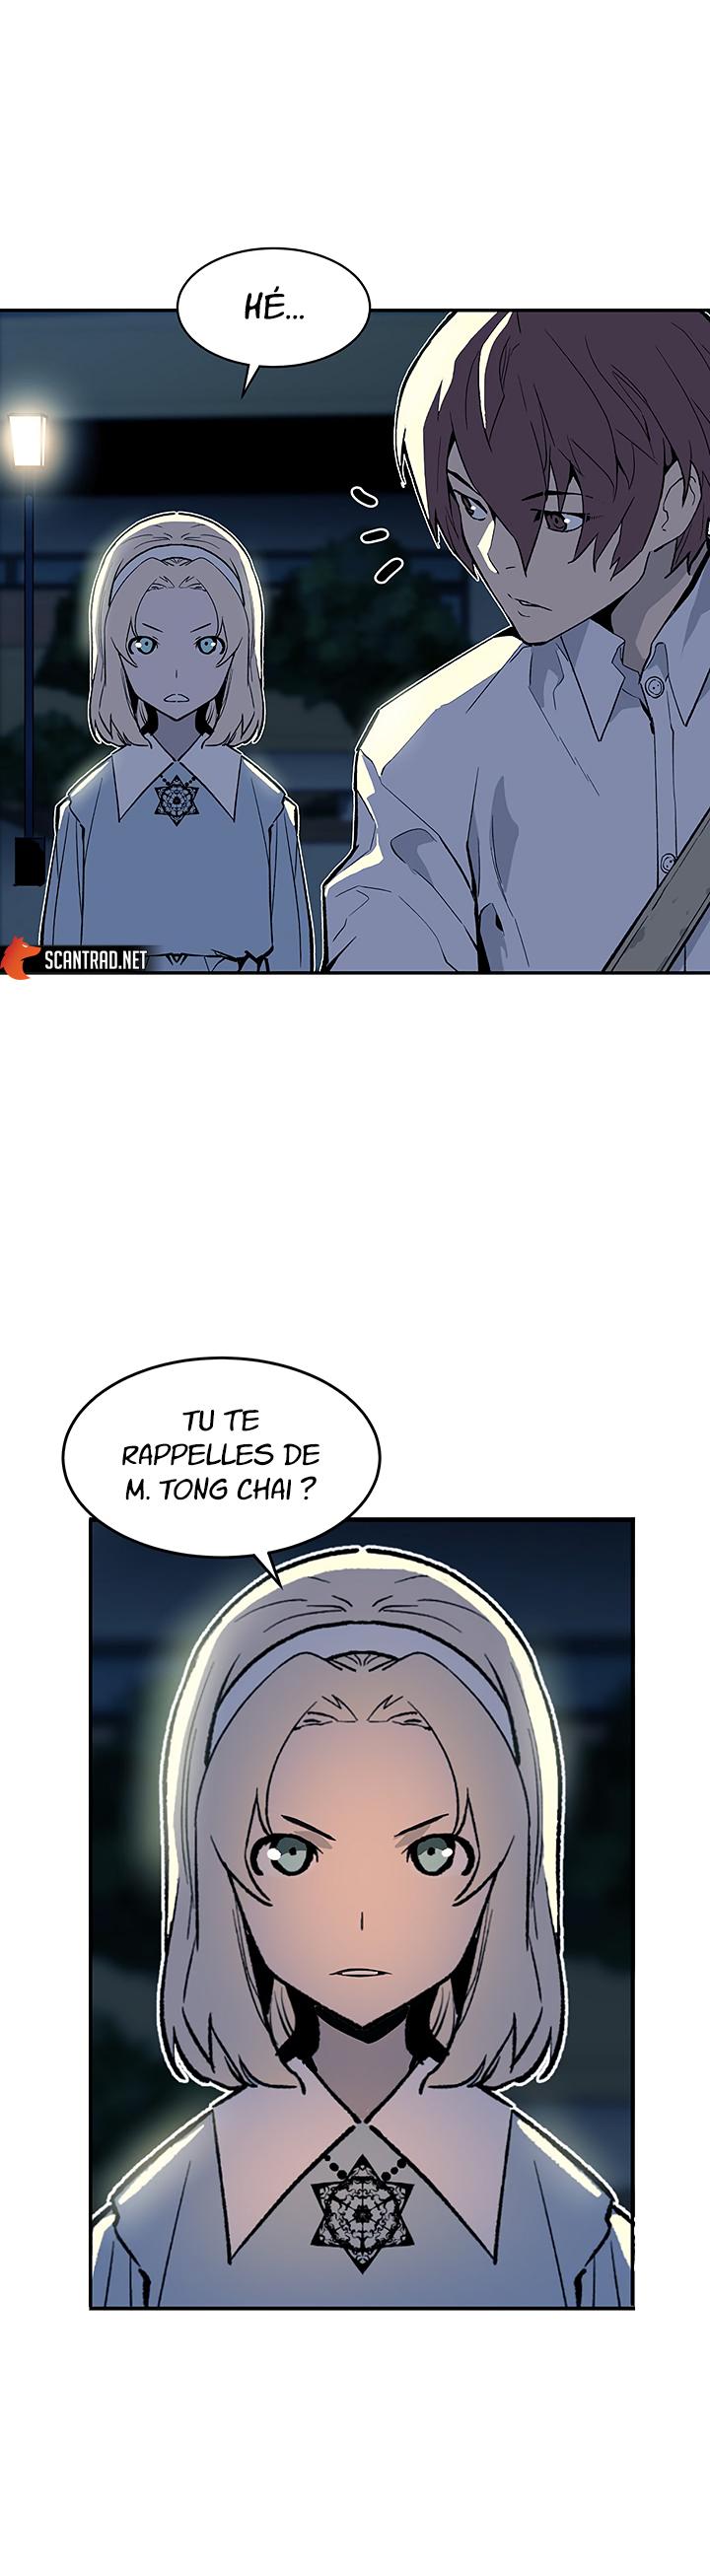 HÉ...
SCANTRAD.NET
TU TE
RAPPELLES DE
M. TONG CHAI ?